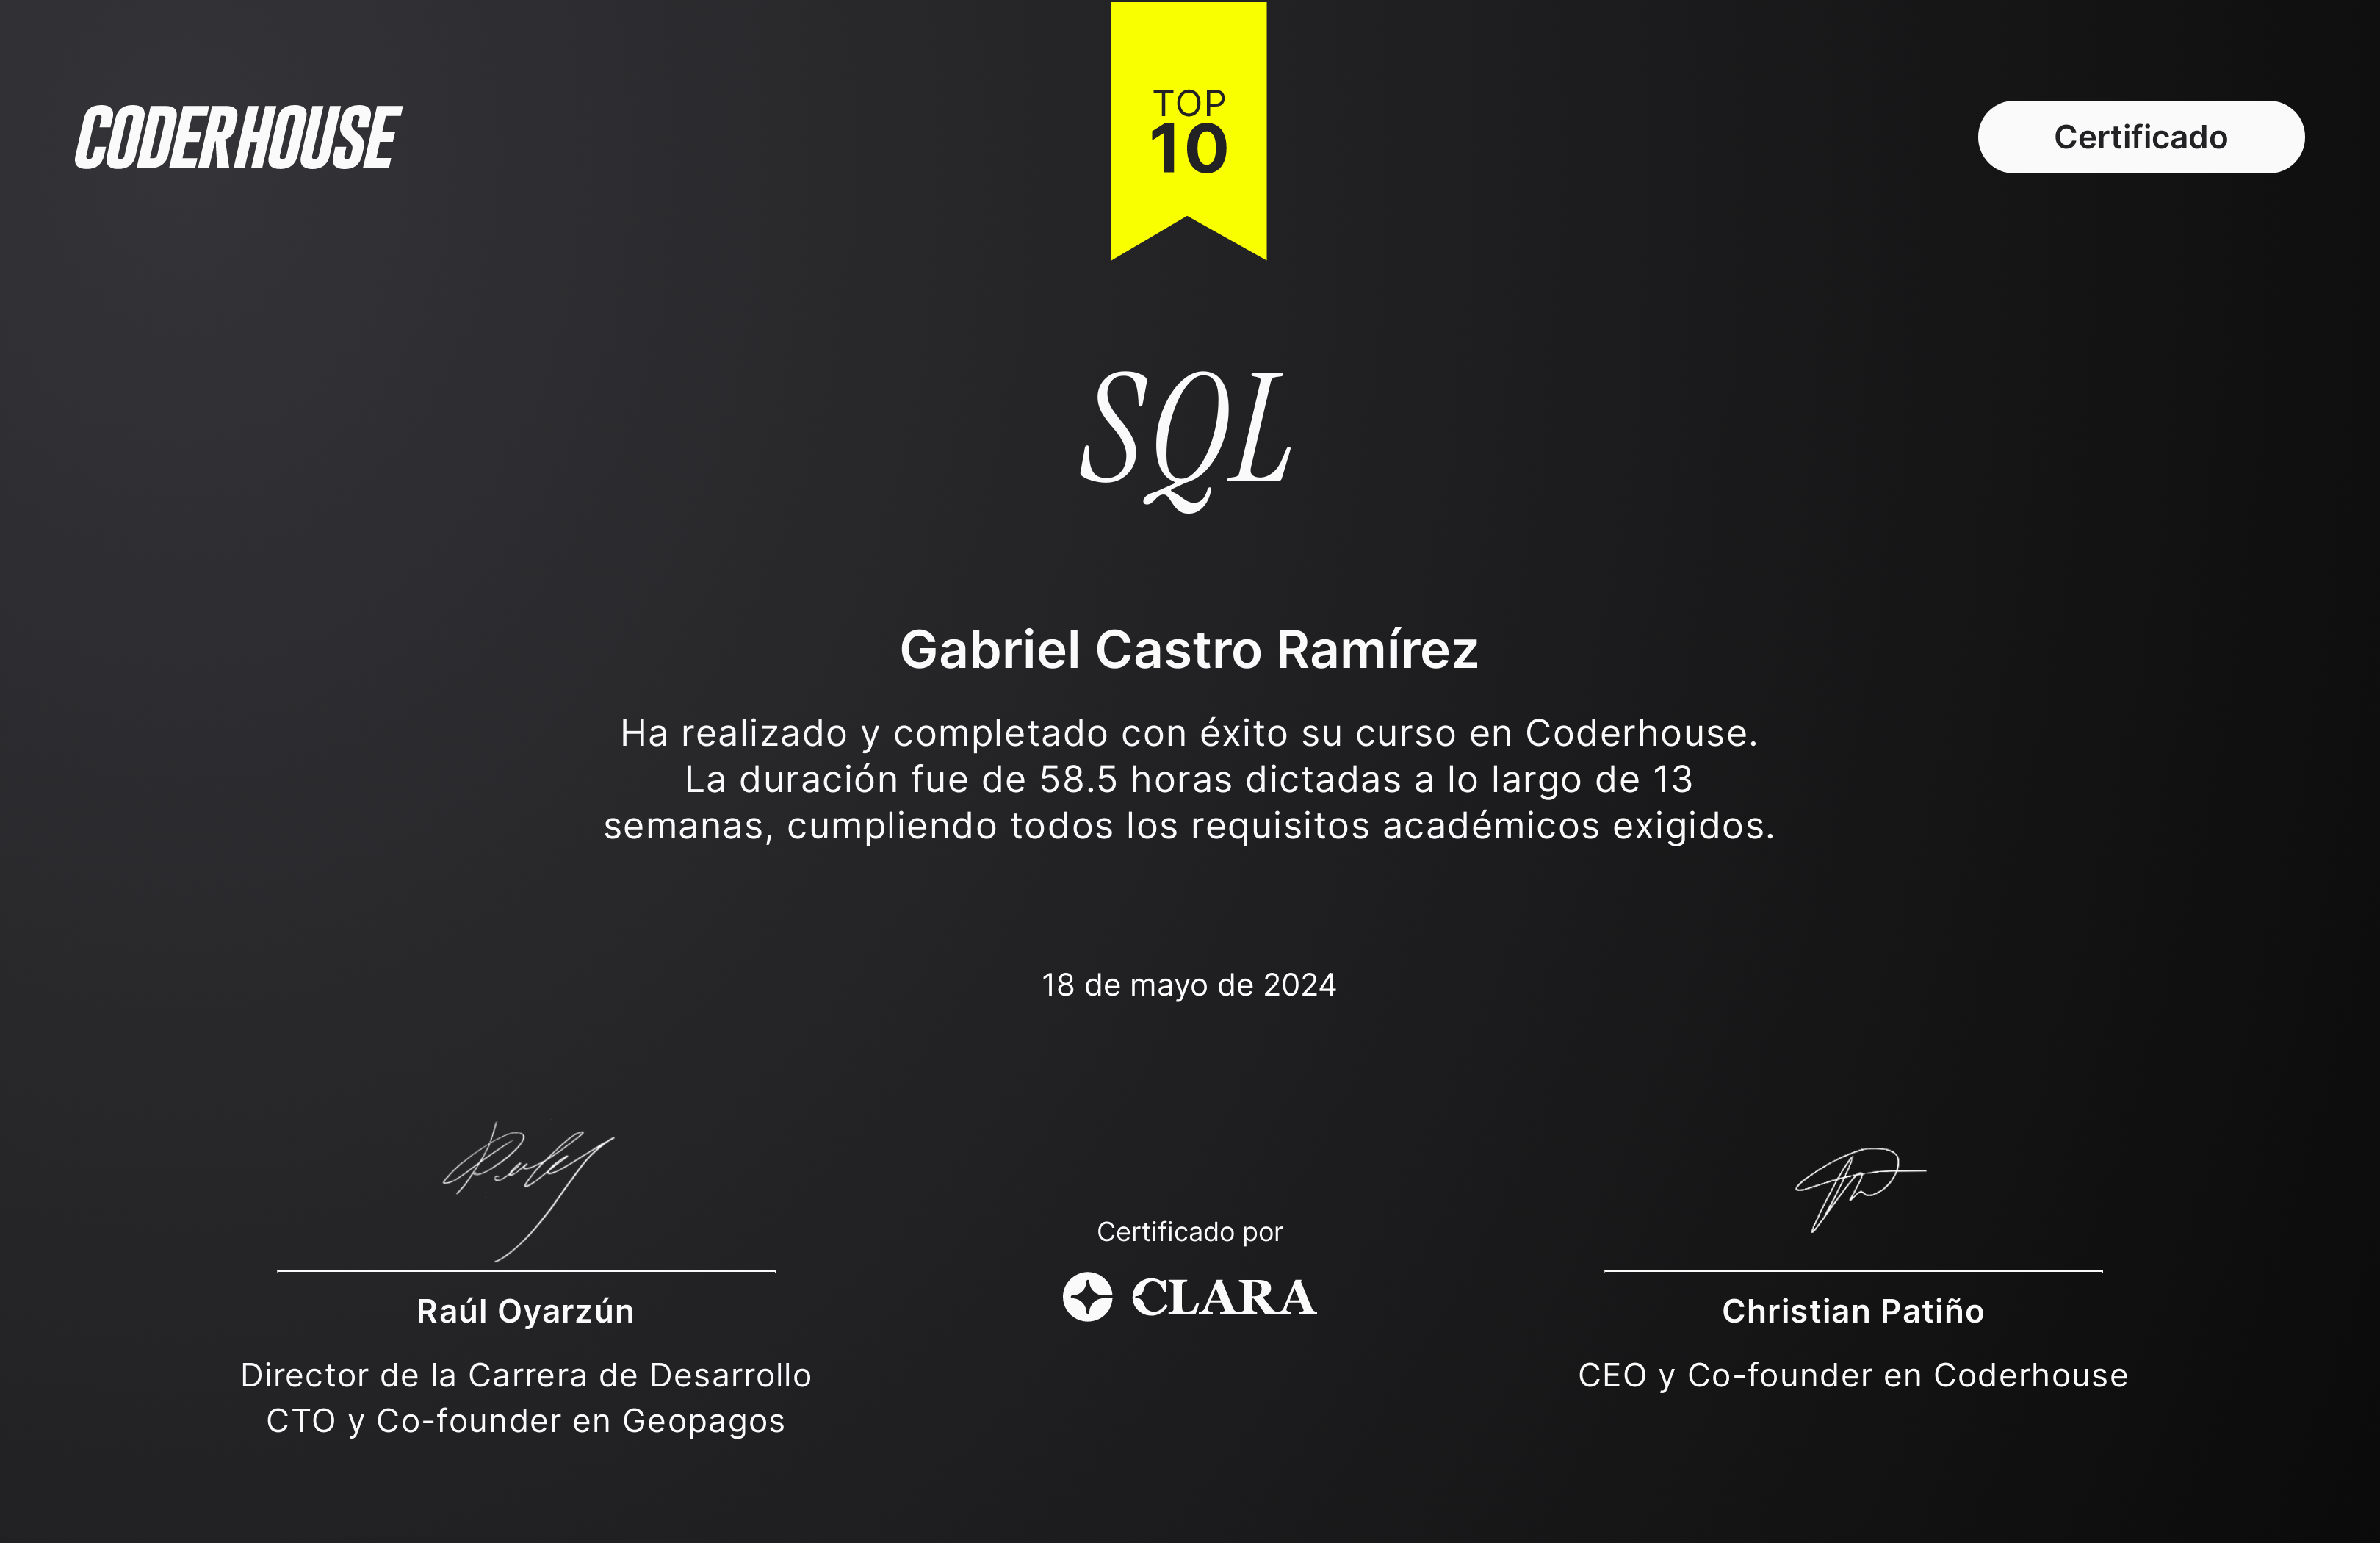 CODERHOUSE
TOP
10
Certificado
SQL
Gabriel Castro Ramírez
Ha realizado y completado con éxito su curso en Coderhouse.
La duración fue de 58.5 horas dictadas a lo largo de 13
semanas, cumpliendo todos los requisitos académicos exigidos.
18 de mayo de 2024
Certificado por
CLARA
Raúl Oyarzún
Director de la Carrera de Desarrollo
CTO y Co-founder en Geopagos
Christian Patiño
CEO y Co-founder en Coderhouse